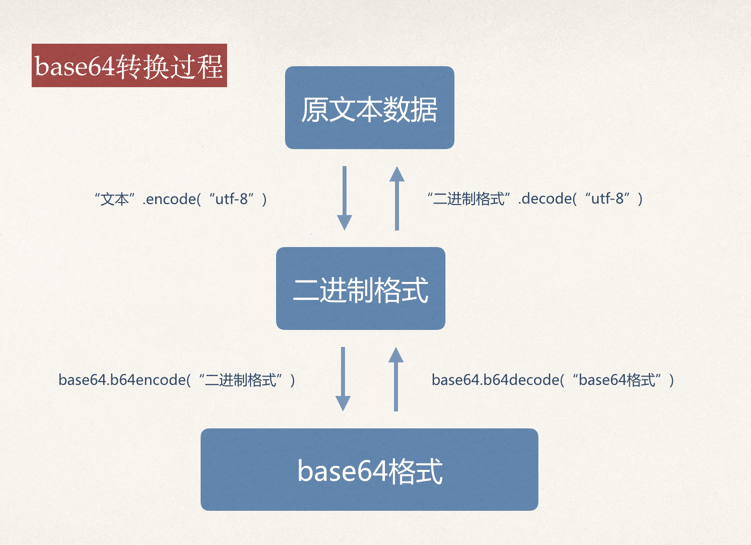 base64转换过程
原文本数据
“文本”.encode(“utf-8”)
“二进制格式”.decode(“utf-8”)
二进制格式
base64.b64encode(“二进制格式”)
base64.b64decode(“base64格式”)
base64格式